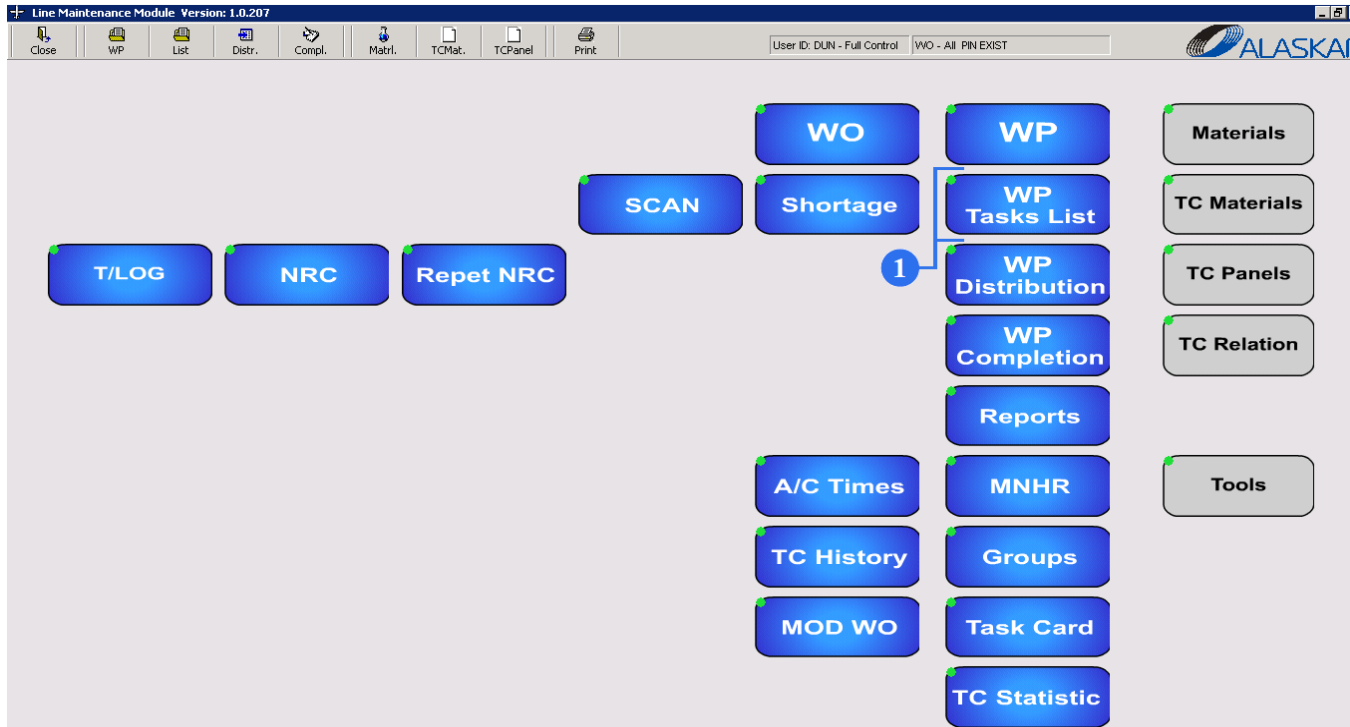 Line Maintenance Module Version: 1.0.207
Close WP List Distr. Compl. Matrl. TCMat. TCPanel Print
User ID: DUN - Full Control WO - All PIN EXIST
ALASKAR
WO WP Materials
SCAN Shortage WP
Tasks List TC Materials
T/LOG NRC Repet NRC 1 WP
Distribution TC Panels
WP
Completion TC Relation
Reports
A/C Times MNHR Tools
TC History Groups
MOD WO Task Card
TC Statistic